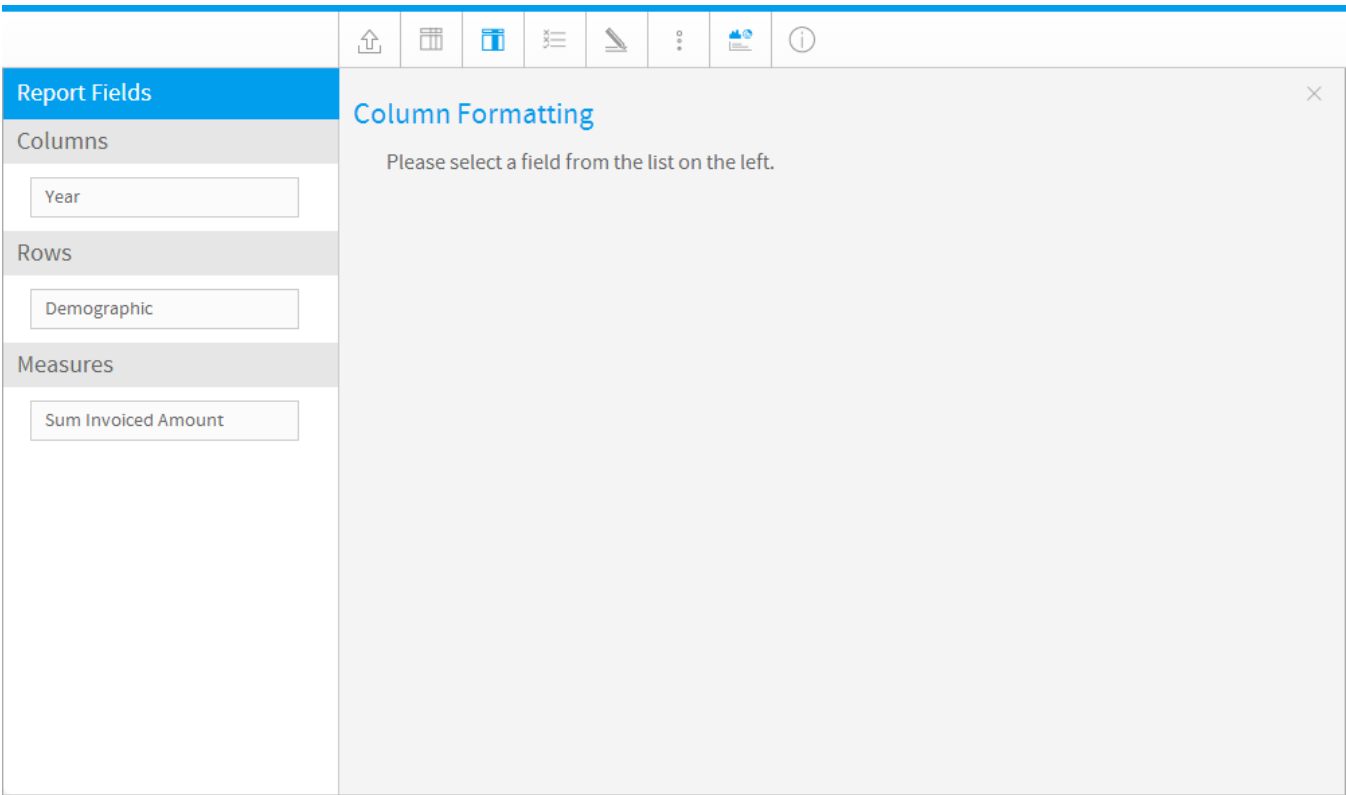 Report Fields
Column Formatting
Columns
Please select a field from the list on the left.
Year
Rows
Demographic
Measures
Sum Invoiced Amount